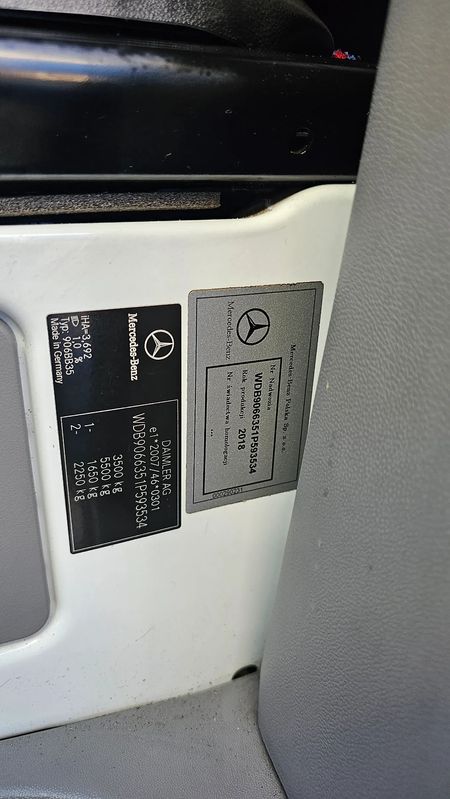 Mercedes-Benz
iHA=3,692
1,0 %
Typ: 906BB35
Made in Germany
DAIMLER AG
e1*2007/46*0301
WDB9066351P593534
3500 kg
5500 kg
1- 1650 kg
2- 2250 kg
Mercedes-Benz
Mercedes-Benz Polska Sp. z o.o.
Nr Nadwozia
WDB9066351P593534
Rok produkcji 2018
Nr świadectwa homologacji
...